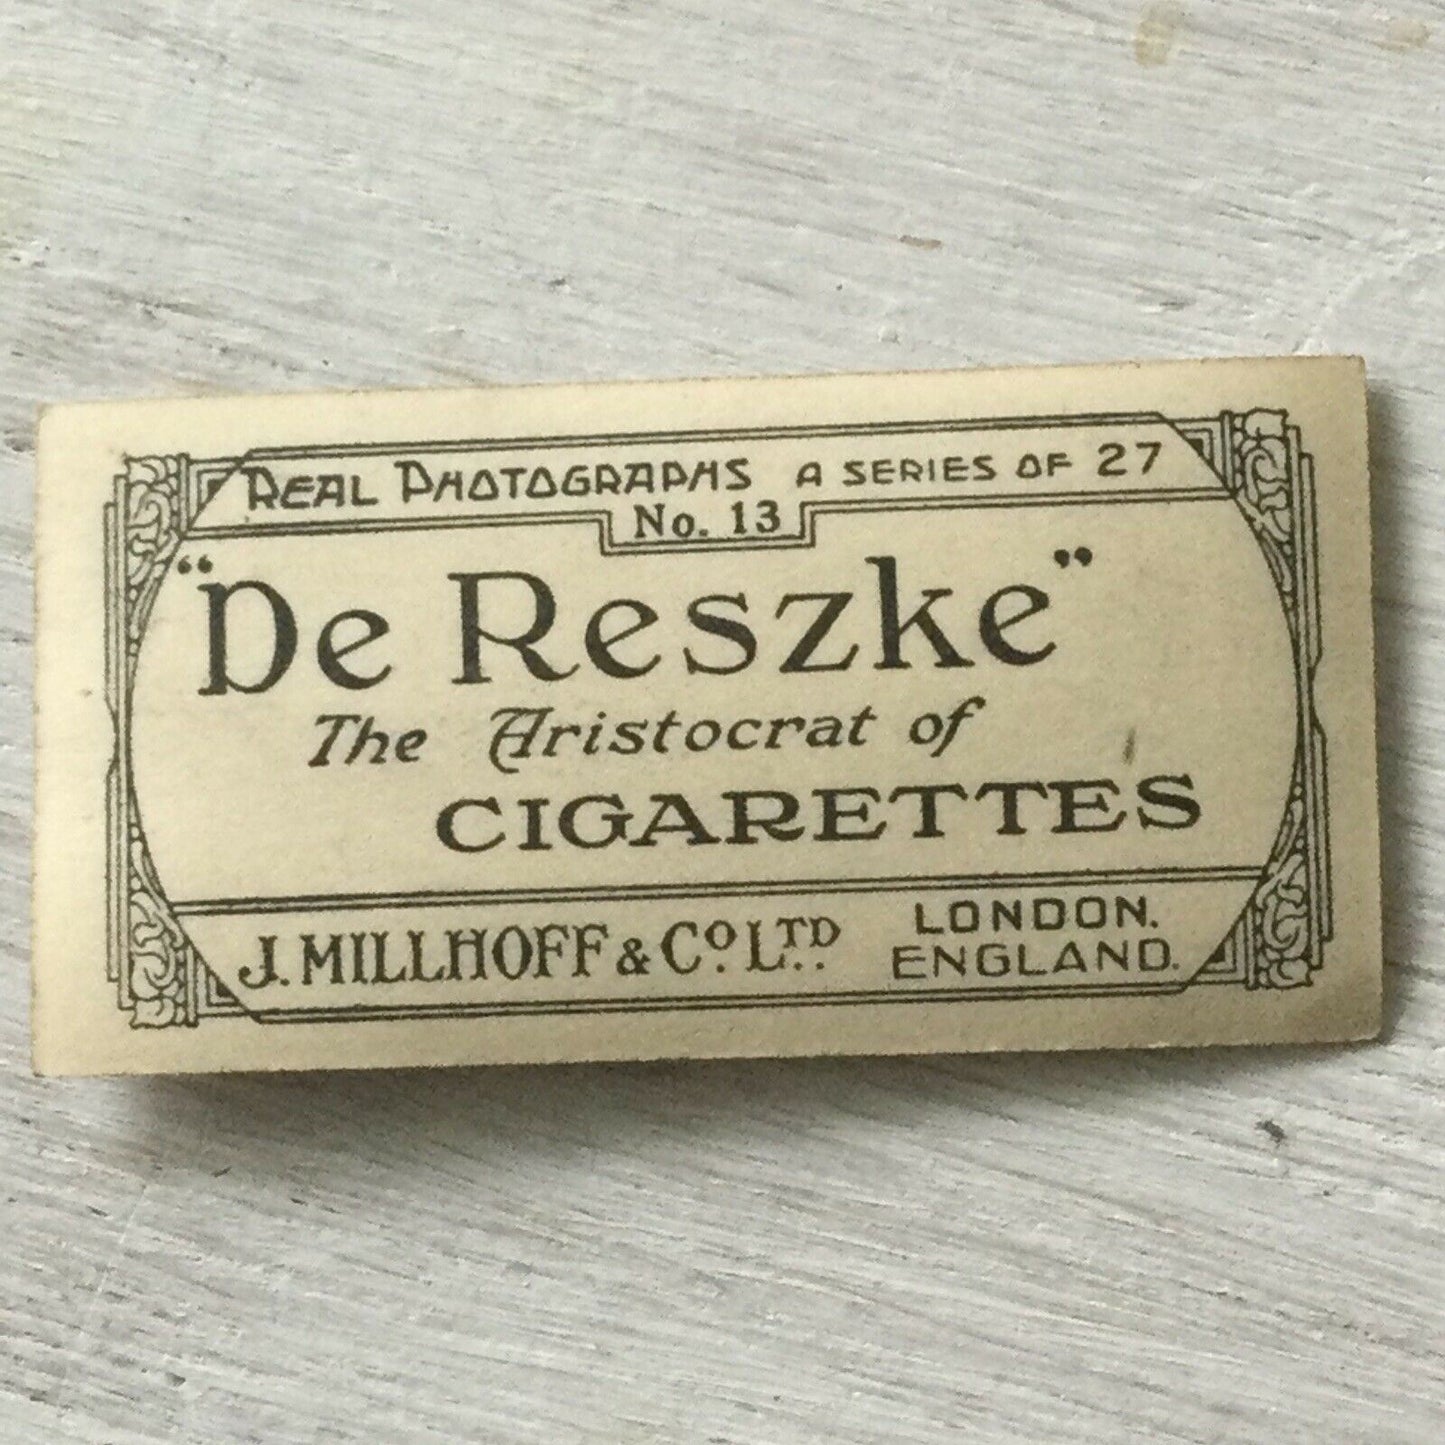 REAL PHOTOGRAPHS A SERIES OF 27
No. 13
"De Reszke"
The Aristocrat of
CIGARETTES
J. MILLHOFF & Co. LTD. LONDON.
ENGLAND.